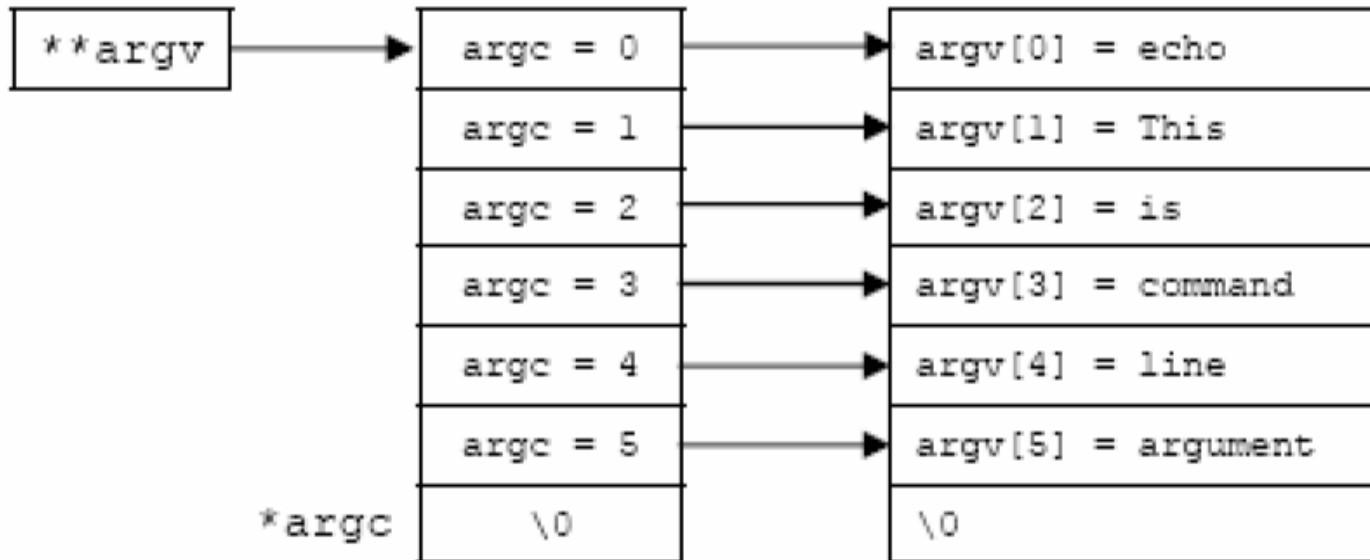 **argv argc = 0 argv[0] = echo
argc = 1 argv[1] = This
argc = 2 argv[2] = is
argc = 3 argv[3] = command
argc = 4 argv[4] = line
argc = 5 argv[5] = argument
*argc \0 \0